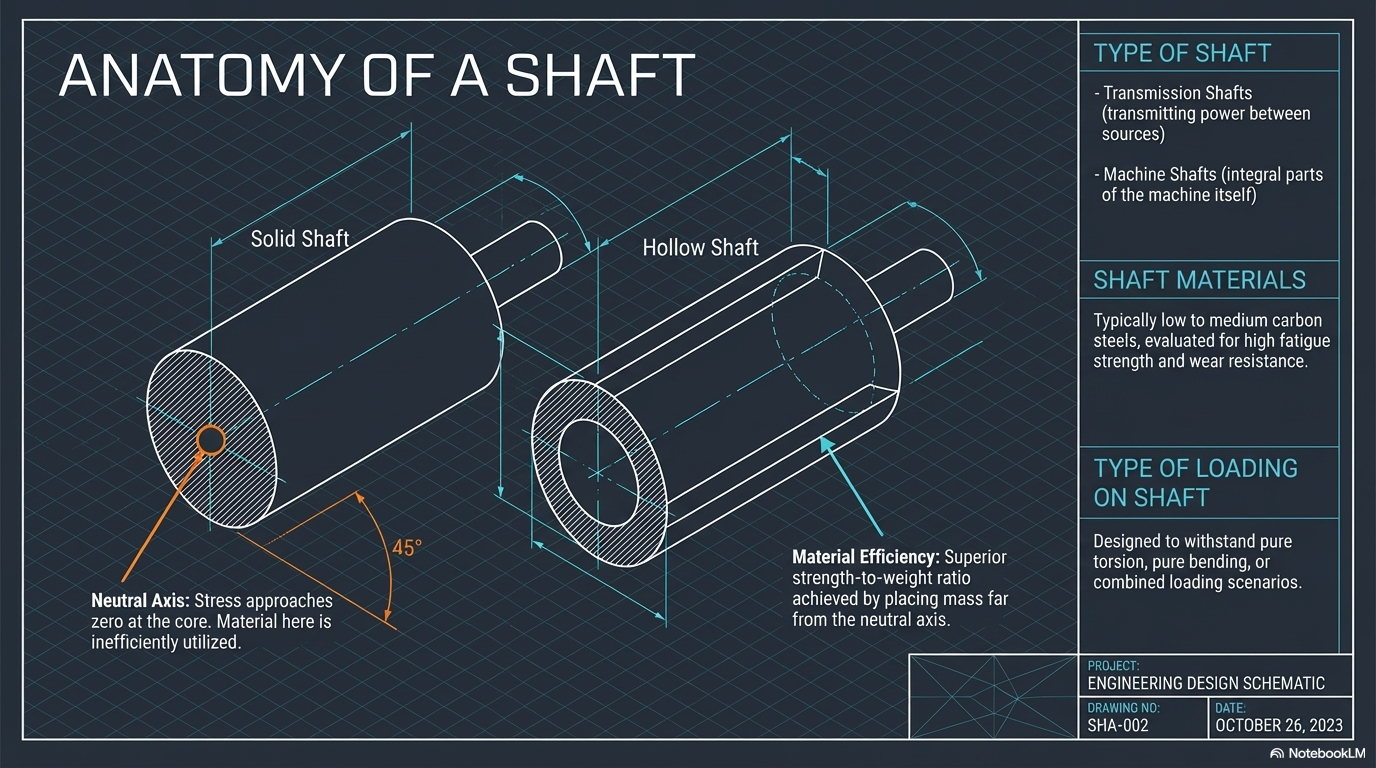 ANATOMY OF A SHAFT
Solid Shaft
Hollow Shaft
45°
Neutral Axis: Stress approaches
zero at the core. Material here is
inefficiently utilized.
Material Efficiency: Superior
strength-to-weight ratio
achieved by placing mass far
from the neutral axis.
TYPE OF SHAFT
- Transmission Shafts
(transmitting power between
sources)
- Machine Shafts (integral parts
of the machine itself)
SHAFT MATERIALS
Typically low to medium carbon
steels, evaluated for high fatigue
strength and wear resistance.
TYPE OF LOADING
ON SHAFT
Designed to withstand pure
torsion, pure bending, or
combined loading scenarios.
PROJECT:
ENGINEERING DESIGN SCHEMATIC
DRAWING NO:
SHA-002
DATE:
OCTOBER 26, 2023
NotebookLM